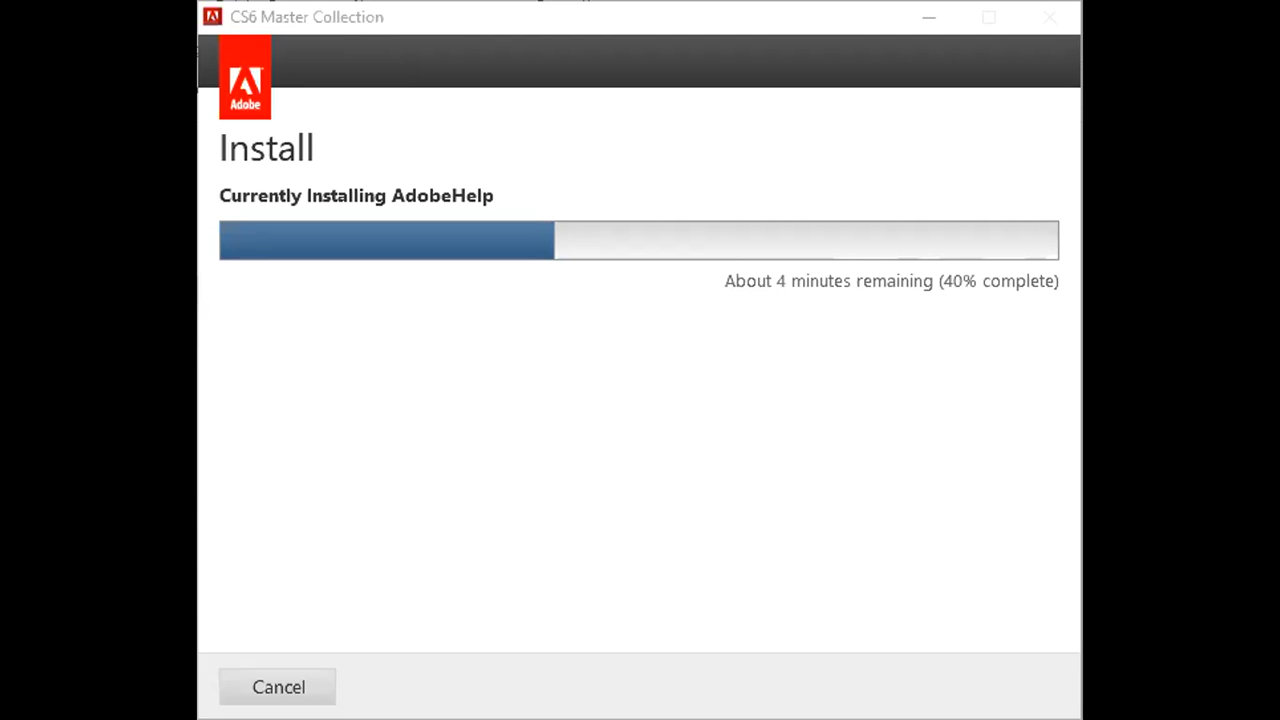 CS6 Master Collection
Adobe
Install
Currently Installing AdobeHelp
About 4 minutes remaining (40% complete)
Cancel